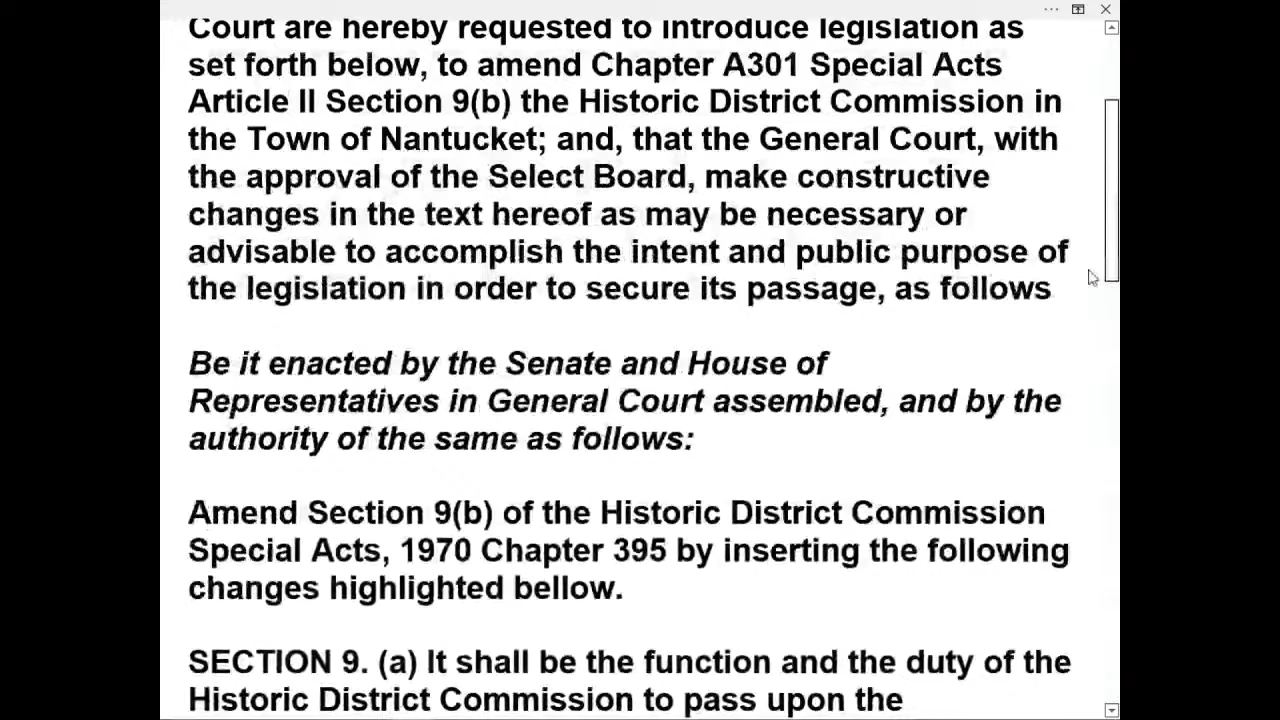 Court are hereby requested to introduce legislation as
set forth below, to amend Chapter A301 Special Acts
Article II Section 9(b) the Historic District Commission in
the Town of Nantucket; and, that the General Court, with
the approval of the Select Board, make constructive
changes in the text hereof as may be necessary or
advisable to accomplish the intent and public purpose of
the legislation in order to secure its passage, as follows
Be it enacted by the Senate and House of
Representatives in General Court assembled, and by the
authority of the same as follows:
Amend Section 9(b) of the Historic District Commission
Special Acts, 1970 Chapter 395 by inserting the following
changes highlighted bellow.
SECTION 9. (a) It shall be the function and the duty of the
Historic District Commission to pass upon the